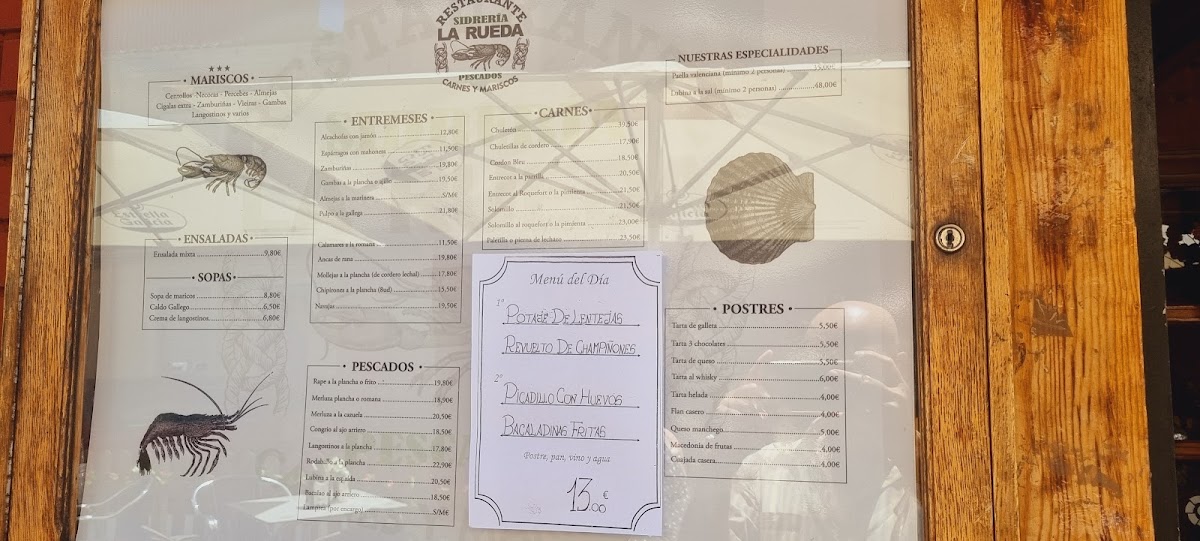 RESTAURANTE
SIDRERÍA
LA RUEDA
PESCADOS
CARNES Y MARISCOS
MARISCOS
Centollos - Necoras - Percebes - Almejas
Cigalas extra - Zamburiñas - Vieiras - Gambas
Langostinos y varios
ENSALADAS
Ensalada mixta 9,80€
SOPAS
Sopa de marisco 8,80€
Caldo Gallego 6,50€
Crema de langostinos 6,80€
ENTREMESES
Alcachofas con jamón 12,80€
Espárragos con mahonesa 11,50€
Zamburiñas 19,80€
Gambas a la plancha o ajillo 19,50€
Almejas a la marinera S/M€
Pulpo a la gallega 21,80€
Calamares a la romana 11,50€
Ancas de rana 19,80€
Mollejas a la plancha (de cordero lechal) 17,80€
Chipirones a la plancha (8ud) 15,50€
Navajas 19,50€
PESCADOS
Rape a la plancha o frito 19,80€
Merluza plancha o romana 18,90€
Merluza a la cazuela 20,50€
Congrio al ajo arriero 18,50€
Langostinos a la plancha 17,80€
Rodaballo a la plancha 22,90€
Lubina a la espalda 20,50€
Bacalao al ajo arriero 18,50€
Lamprea (por encargo) S/M€
CARNES
Chuletón 39,50€
Chuletillas de cordero 17,90€
Cordon Bleu 18,50€
Entrecot a la parrilla 20,50€
Entrecot al Roquefort o la pimienta 21,50€
Solomillo 21,50€
Solomillo al roquefort o la pimienta 23,00€
Paletilla o pierna de lechazo 23,50€
Menú del Día
1º
POTAJE DE LENTEJAS
REVUELTO DE CHAMPIÑONES
2º
PICADILLO CON HUEVOS
BACALADINAS FRITAS
Postre, pan, vino y agua
13.00€
NUESTRAS ESPECIALIDADES
Paella valenciana (mínimo 2 personas)
Lubina a la sal (mínimo 2 personas) 48,00€
POSTRES
Tarta de galleta 5,50€
Tarta 3 chocolates 5,50€
Tarta de queso 5,50€
Tarta al whisky 6,00€
Tarta helada 4,00€
Flan casero 4,00€
Queso manchego 5,00€
Macedonia de frutas 4,00€
Cuajada casera 4,00€